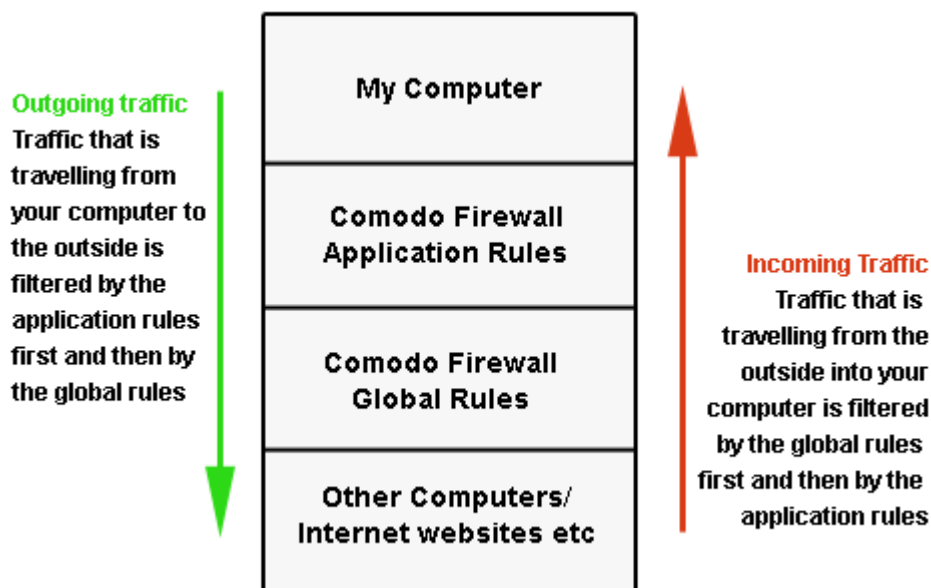 Outgoing traffic
Traffic that is
travelling from
your computer to
the outside is
filtered by the
application rules
first and then by
the global rules
My Computer
Comodo Firewall
Application Rules
Comodo Firewall
Global Rules
Other Computers/
Internet websites etc
Incoming Traffic
Traffic that is
travelling from the
outside into your
computer is filtered
by the global rules
first and then by the
application rules